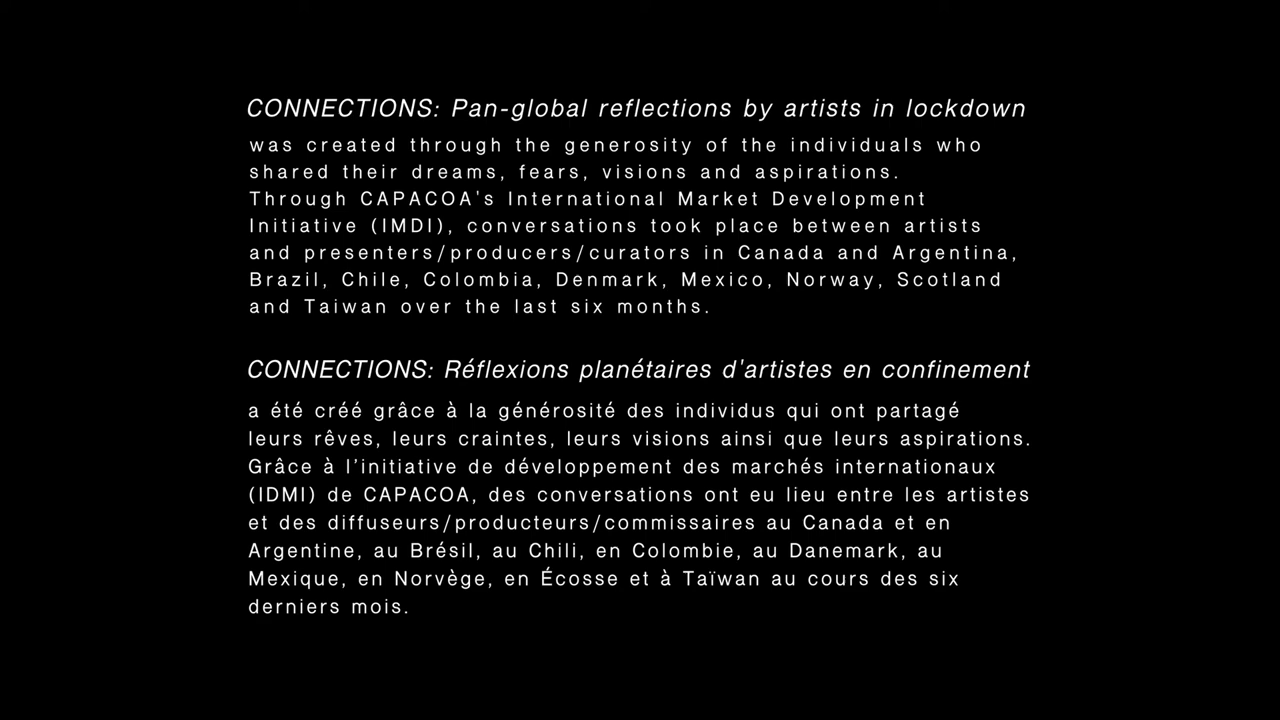 CONNECTIONS: Pan-global reflections by artists in lockdown
was created through the generosity of the individuals who
shared their dreams, fears, visions and aspirations.
Through CAPACOA's International Market Development
Initiative (IMDI), conversations took place between artists
and presenters/producers/curators in Canada and Argentina,
Brazil, Chile, Colombia, Denmark, Mexico, Norway, Scotland
and Taiwan over the last six months.
CONNECTIONS: Réflexions planétaires d'artistes en confinement
a été créé grâce à la générosité des individus qui ont partagé
leurs rêves, leurs craintes, leurs visions ainsi que leurs aspirations.
Grâce à l’initiative de développement des marchés internationaux
(IDMI) de CAPACOA, des conversations ont eu lieu entre les artistes
et des diffuseurs/producteurs/commissaires au Canada et en
Argentine, au Brésil, au Chili, en Colombie, au Danemark, au
Mexique, en Norvège, en Écosse et à Taïwan au cours des six
derniers mois.